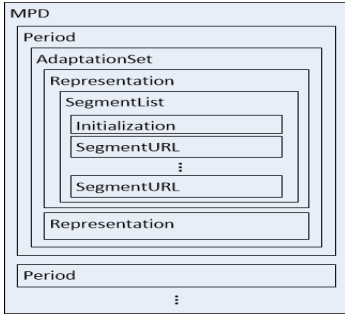 MPD
Period
AdaptationSet
Representation
SegmentList
Initialization
SegmentURL
⋮
SegmentURL
Representation
Period
⋮